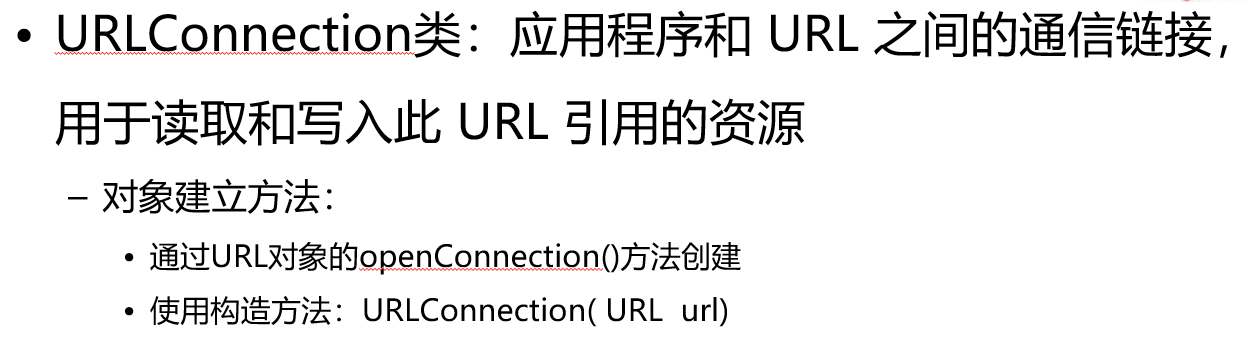 • URLConnection类：应用程序和 URL 之间的通信链接，
用于读取和写入此 URL 引用的资源
– 对象建立方法：
• 通过URL对象的openConnection()方法创建
• 使用构造方法：URLConnection( URL  url)